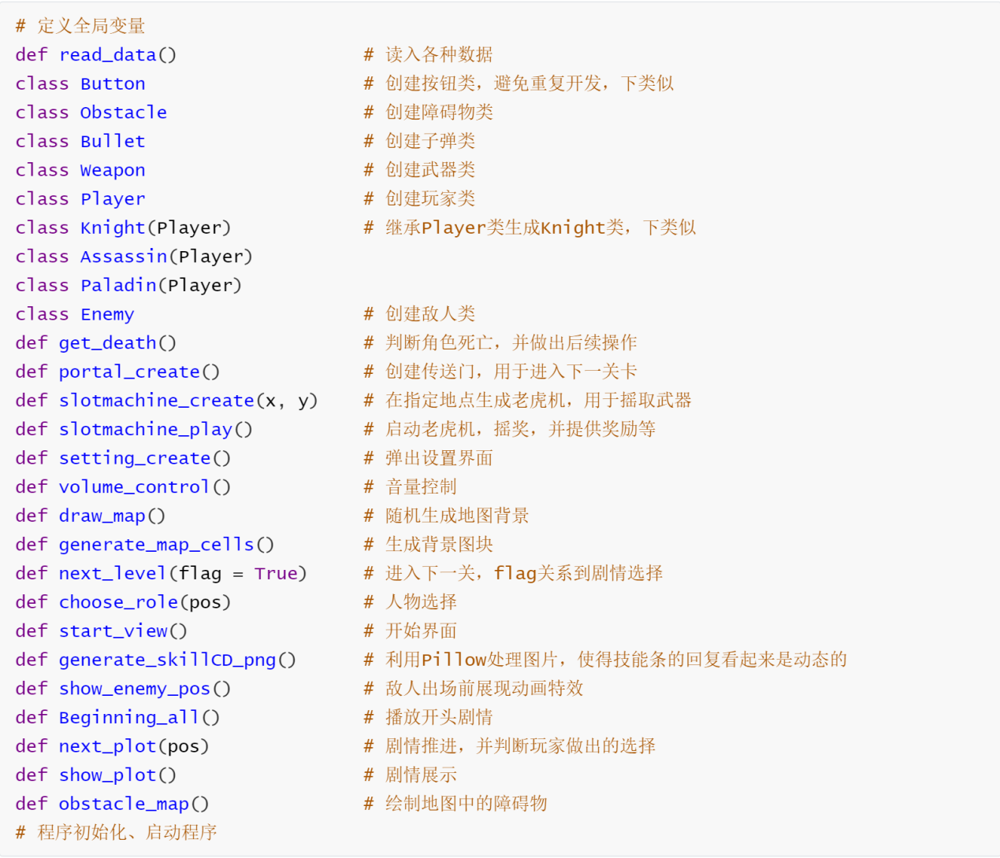 # 定义全局变量
def read_data() # 读入各种数据
class Button # 创建按钮类，避免重复开发，下类似
class Obstacle # 创建障碍物类
class Bullet # 创建子弹类
class Weapon # 创建武器类
class Player # 创建玩家类
class Knight(Player) # 继承Player类生成Knight类，下类似
class Assassin(Player)
class Paladin(Player)
class Enemy # 创建敌人类
def get_death() # 判断角色死亡，并做出后续操作
def portal_create() # 创建传送门，用于进入下一关卡
def slotmachine_create(x, y) # 在指定地点生成老虎机，用于摇取武器
def slotmachine_play() # 启动老虎机，摇奖，并提供奖励等
def setting_create() # 弹出设置界面
def volume_control() # 音量控制
def draw_map() # 随机生成地图背景
def generate_map_cells() # 生成背景图块
def next_level(flag = True) # 进入下一关，flag关系到剧情选择
def choose_role(pos) # 人物选择
def start_view() # 开始界面
def generate_skillCD_png() # 利用Pillow处理图片，使得技能条的回复看起来是动态的
def show_enemy_pos() # 敌人出场前展现动画特效
def Beginning_all() # 播放开头剧情
def next_plot(pos) # 剧情推进，并判断玩家做出的选择
def show_plot() # 剧情展示
def obstacle_map() # 绘制地图中的障碍物
# 程序初始化、启动程序